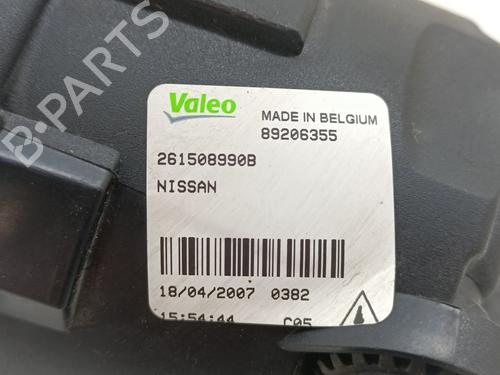 Valeo
MADE IN BELGIUM
89206355
261508990B
NISSAN
18/04/2007 0382
15:54:44 C05
B-PARTS